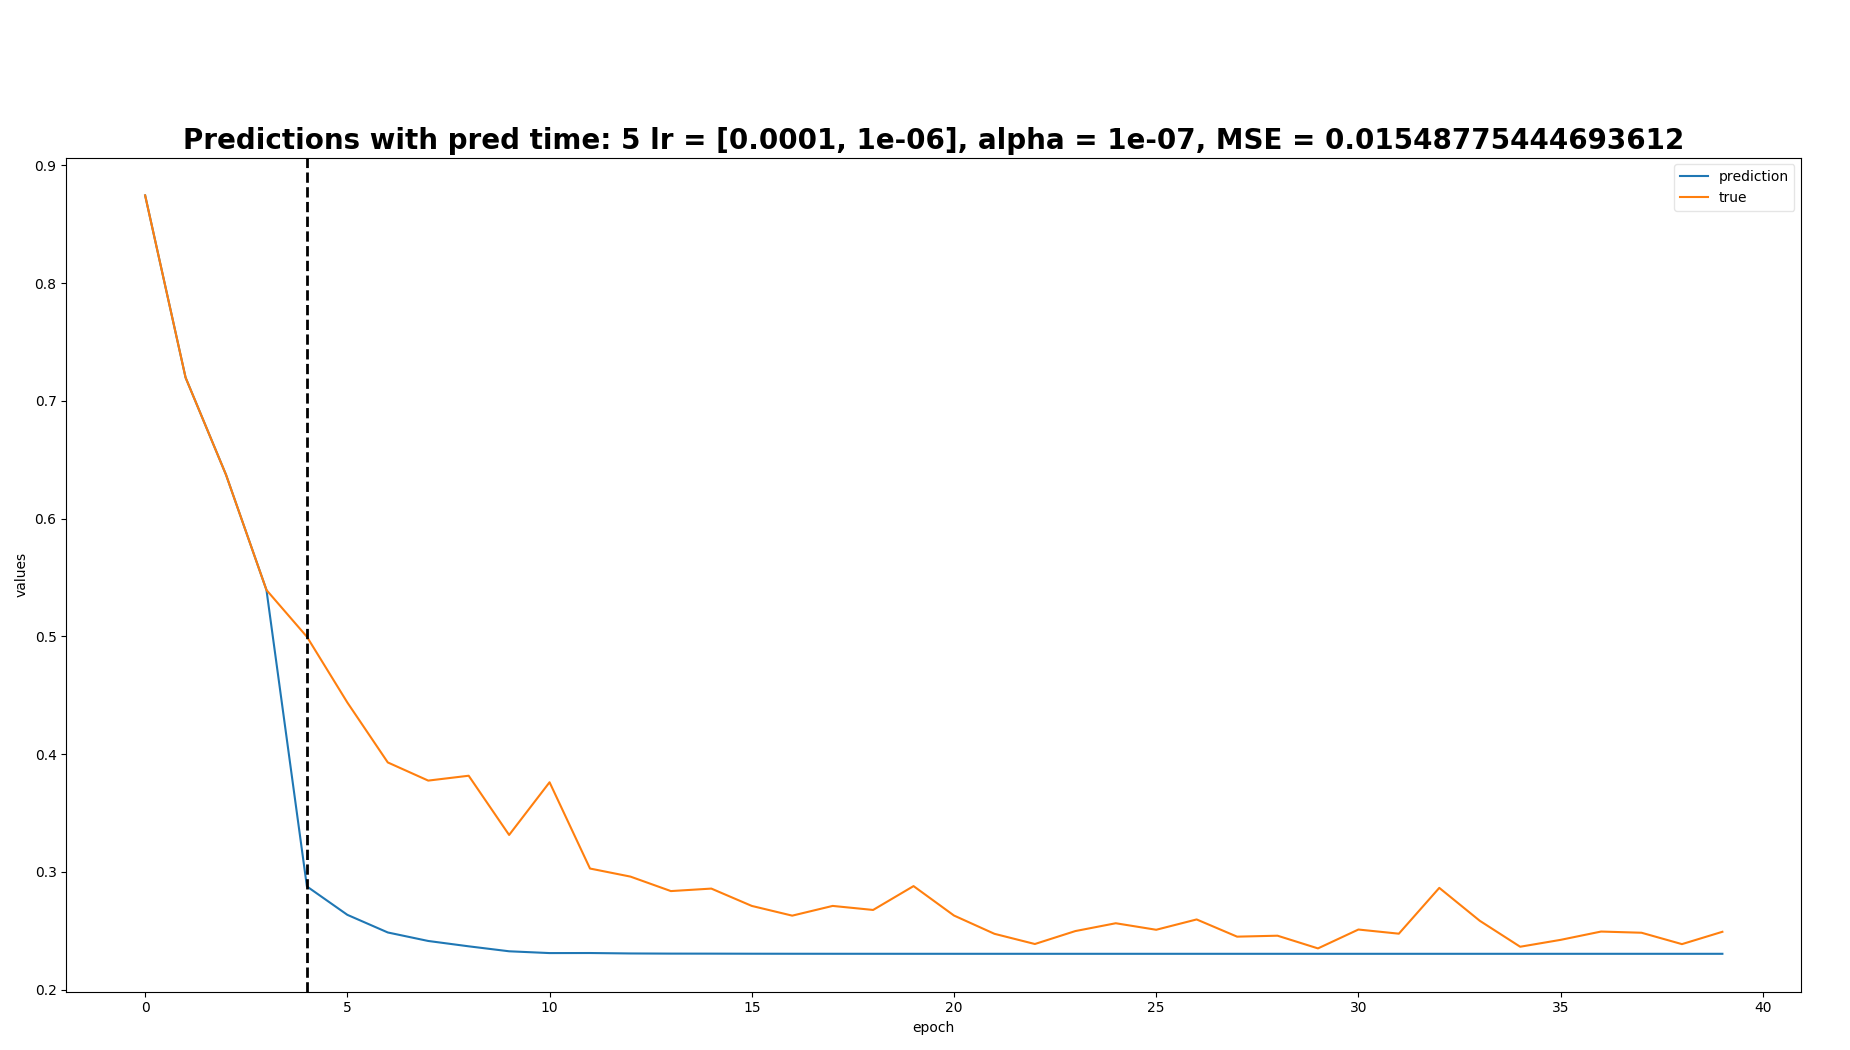 Predictions with pred time: 5 lr = [0.0001, 1e-06], alpha = 1e-07, MSE = 0.01548775444693612
prediction
true
0.9
0.8
0.7
0.6
0.5
0.4
0.3
0.2
values
0 5 10 15 20 25 30 35 40
epoch